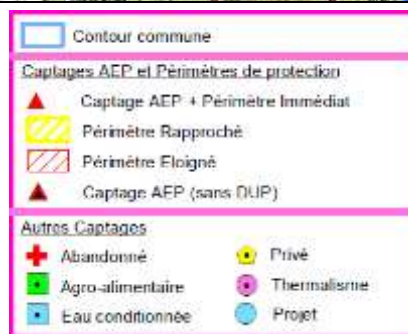 Contour commune
Captages AEP et Périmètres de protection
Captage AEP + Périmètre Immédiat
Périmètre Rapproché
Périmètre Eloigné
Captage AEP (sans DUP)
Autres Captages
Abandonné
Privé
Agro-alimentaire
Thermalisme
Eau conditionnée
Projet